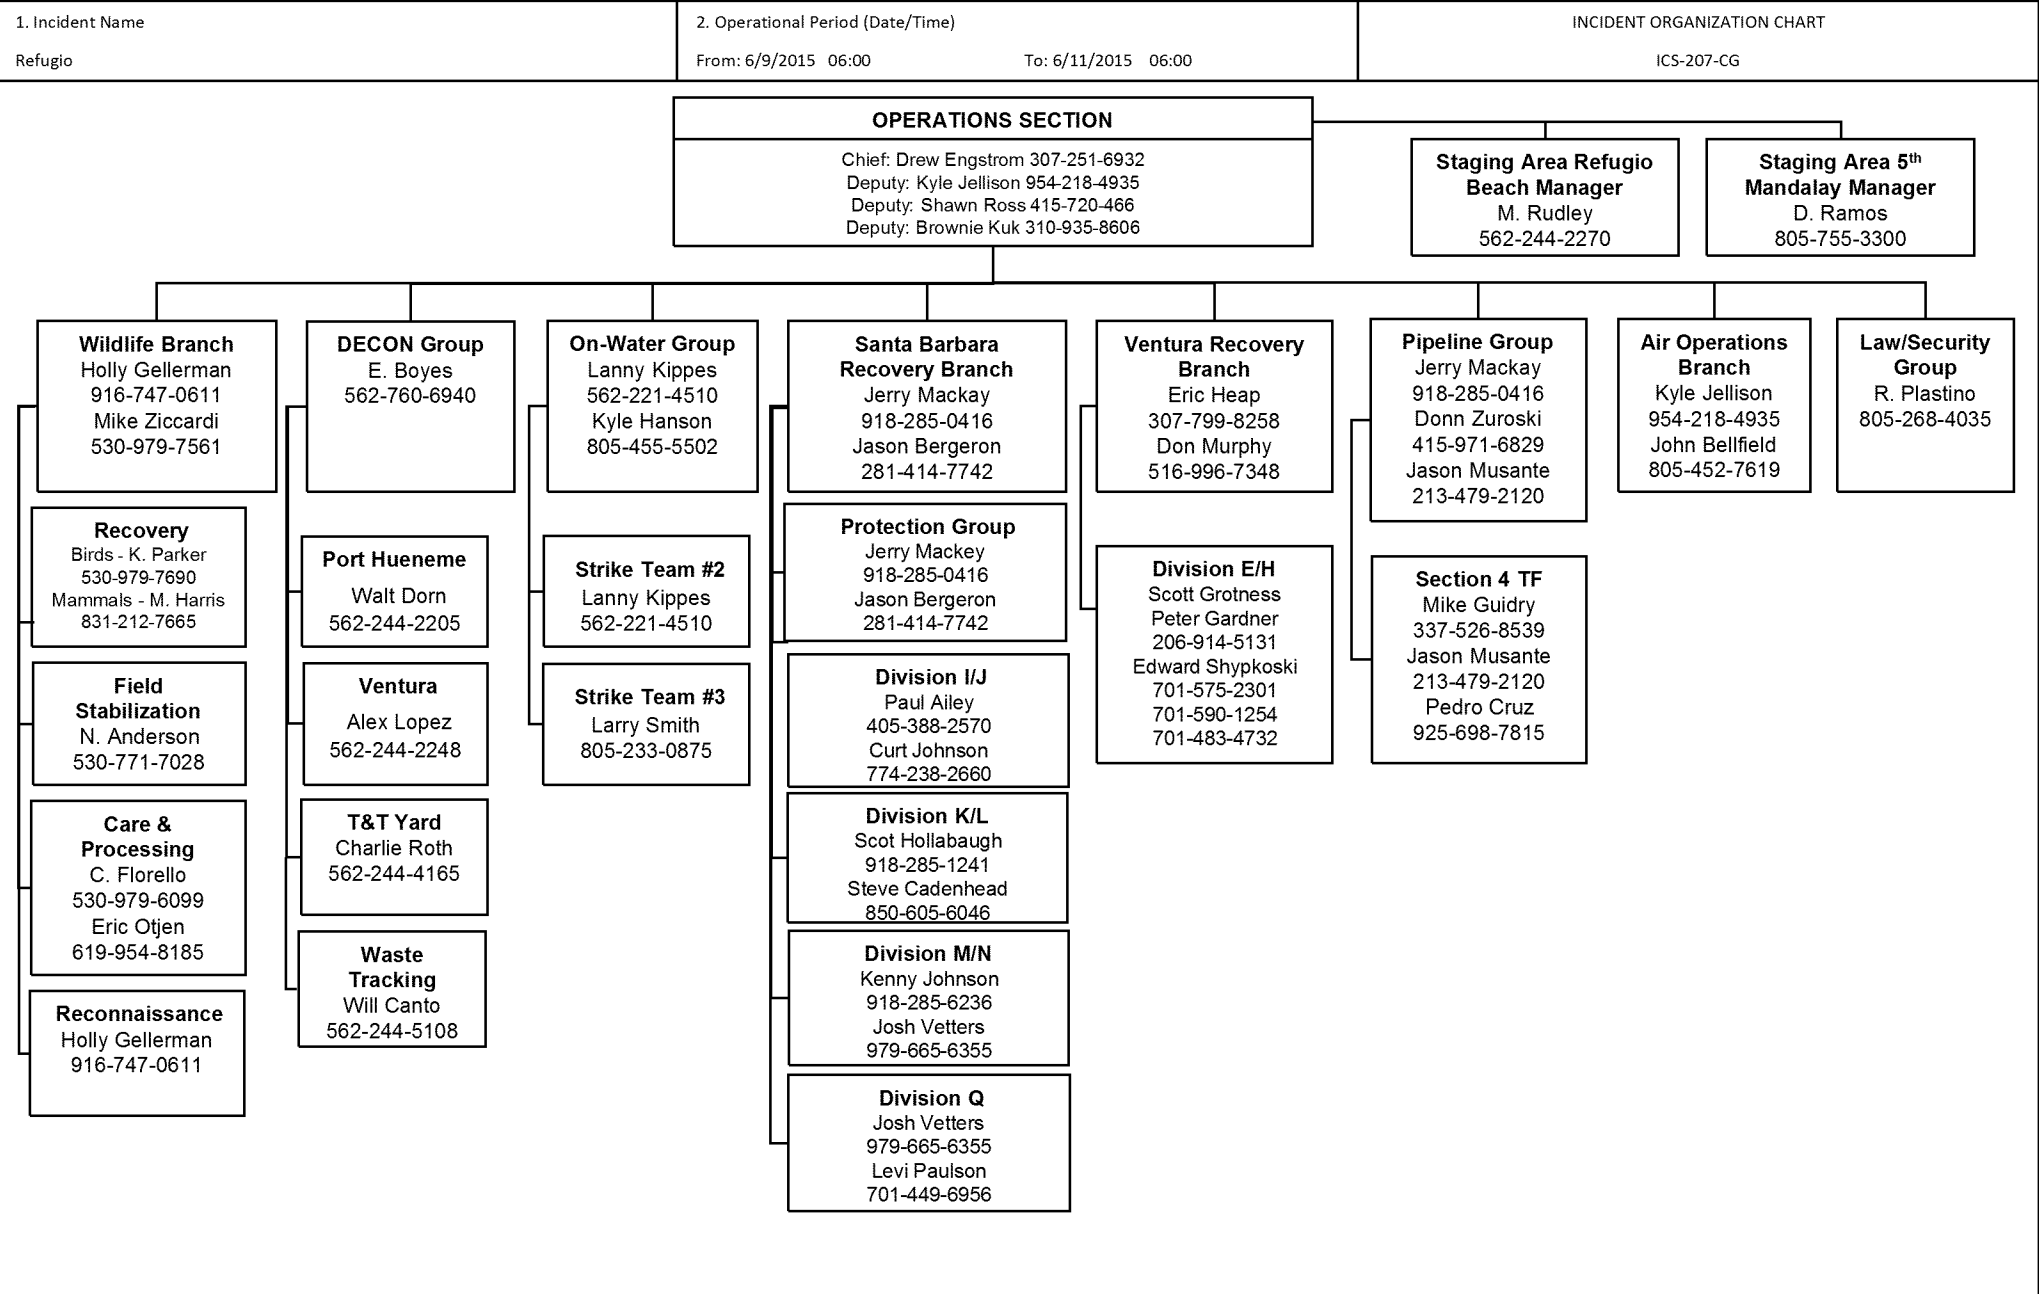 1. Incident Name
Refugio
2. Operational Period (Date/Time)
From: 6/9/2015 06:00 To: 6/11/2015 06:00
INCIDENT ORGANIZATION CHART
ICS-207-CG
OPERATIONS SECTION
Chief: Drew Engstrom 307-251-6932
Deputy: Kyle Jellison 954-218-4935
Deputy: Shawn Ross 415-720-466
Deputy: Brownie Kuk 310-935-8606
Staging Area Refugio
Beach Manager
M. Rudley
562-244-2270
Staging Area 5th
Mandalay Manager
D. Ramos
805-755-3300
Wildlife Branch
Holly Gellerman
916-747-0611
Mike Ziccardi
530-979-7561
Recovery
Birds - K. Parker
530-979-7690
Mammals - M. Harris
831-212-7665
Field
Stabilization
N. Anderson
530-771-7028
Care &
Processing
C. Florello
530-979-6099
Eric Otjen
619-954-8185
Reconnaissance
Holly Gellerman
916-747-0611
DECON Group
E. Boyes
562-760-6940
Port Hueneme
Walt Dorn
562-244-2205
Ventura
Alex Lopez
562-244-2248
T&T Yard
Charlie Roth
562-244-4165
Waste
Tracking
Will Canto
562-244-5108
On-Water Group
Lanny Kippes
562-221-4510
Kyle Hanson
805-455-5502
Strike Team #2
Lanny Kippes
562-221-4510
Strike Team #3
Larry Smith
805-233-0875
Santa Barbara
Recovery Branch
Jerry Mackay
918-285-0416
Jason Bergeron
281-414-7742
Protection Group
Jerry Mackey
918-285-0416
Jason Bergeron
281-414-7742
Division I/J
Paul Ailey
405-388-2570
Curt Johnson
774-238-2660
Division K/L
Scot Hollabaugh
918-285-1241
Steve Cadenhead
850-605-6046
Division M/N
Kenny Johnson
918-285-6236
Josh Vetters
979-665-6355
Division Q
Josh Vetters
979-665-6355
Levi Paulson
701-449-6956
Ventura Recovery
Branch
Eric Heap
307-799-8258
Don Murphy
516-996-7348
Division E/H
Scott Grotness
Peter Gardner
206-914-5131
Edward Shypkoski
701-575-2301
701-590-1254
701-483-4732
Pipeline Group
Jerry Mackay
918-285-0416
Donn Zuroski
415-971-6829
Jason Musante
213-479-2120
Section 4 TF
Mike Guidry
337-526-8539
Jason Musante
213-479-2120
Pedro Cruz
925-698-7815
Air Operations
Branch
Kyle Jellison
954-218-4935
John Bellfield
805-452-7619
Law/Security
Group
R. Plastino
805-268-4035